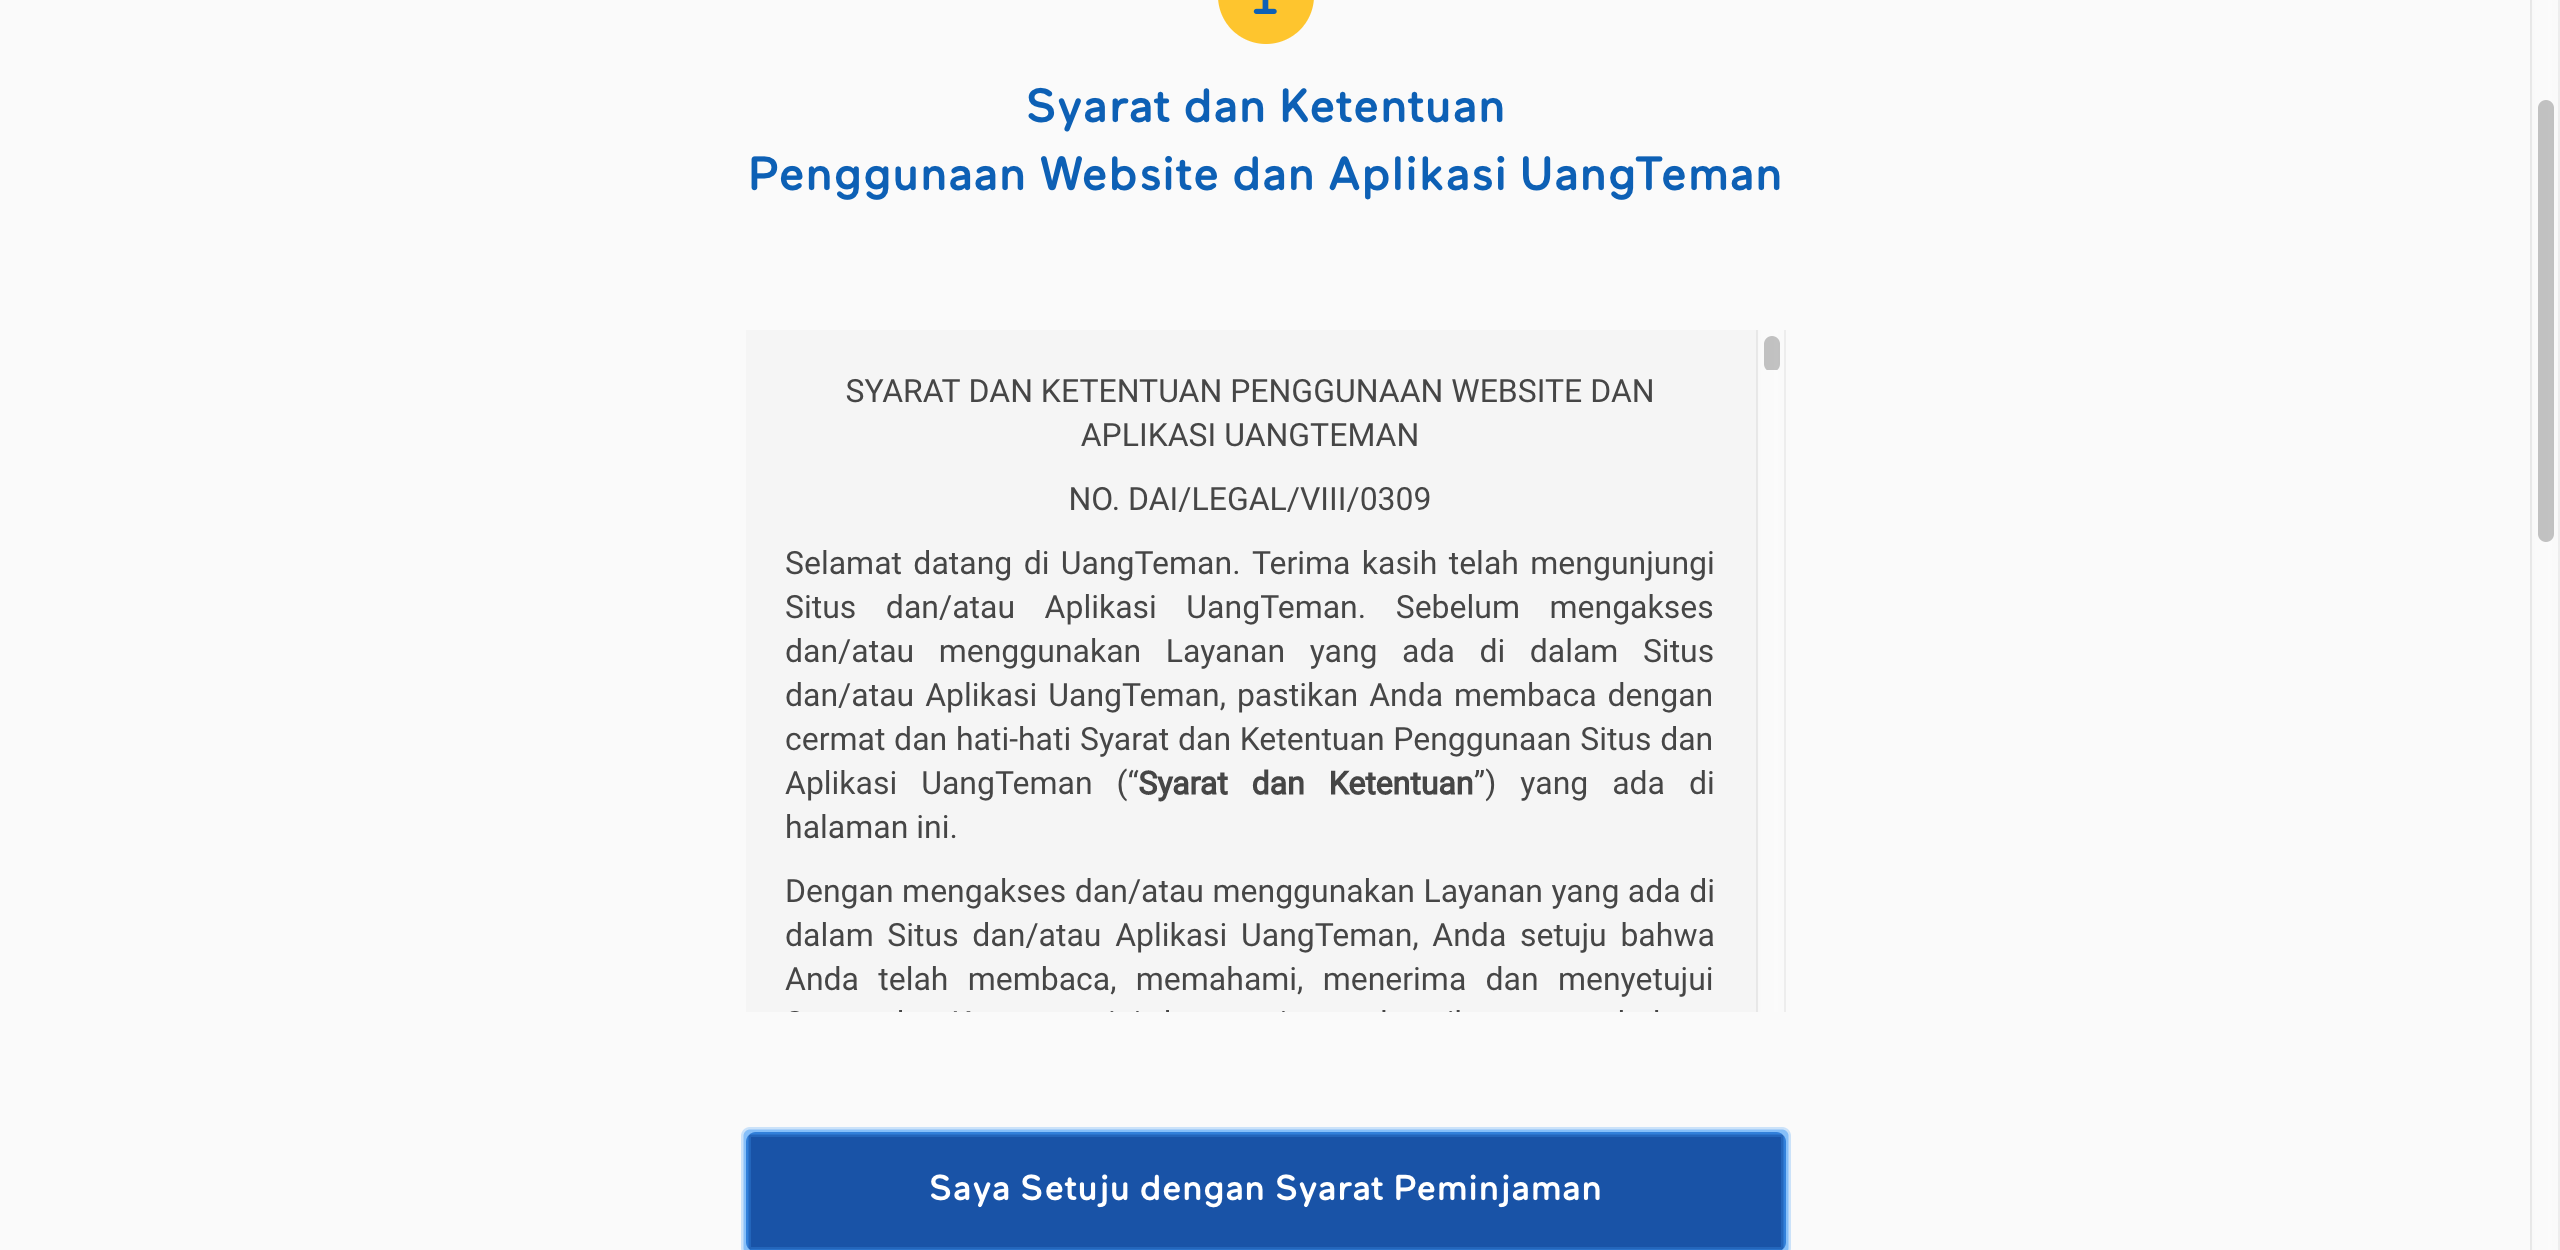 1
Syarat dan Ketentuan
Penggunaan Website dan Aplikasi UangTeman
SYARAT DAN KETENTUAN PENGGUNAAN WEBSITE DAN
APLIKASI UANGTEMAN
NO. DAI/LEGAL/VIII/0309
Selamat datang di UangTeman. Terima kasih telah mengunjungi
Situs dan/atau Aplikasi UangTeman. Sebelum mengakses
dan/atau menggunakan Layanan yang ada di dalam Situs
dan/atau Aplikasi UangTeman, pastikan Anda membaca dengan
cermat dan hati-hati Syarat dan Ketentuan Penggunaan Situs dan
Aplikasi UangTeman (“Syarat dan Ketentuan”) yang ada di
halaman ini.
Dengan mengakses dan/atau menggunakan Layanan yang ada di
dalam Situs dan/atau Aplikasi UangTeman, Anda setuju bahwa
Anda telah membaca, memahami, menerima dan menyetujui
Saya Setuju dengan Syarat Peminjaman